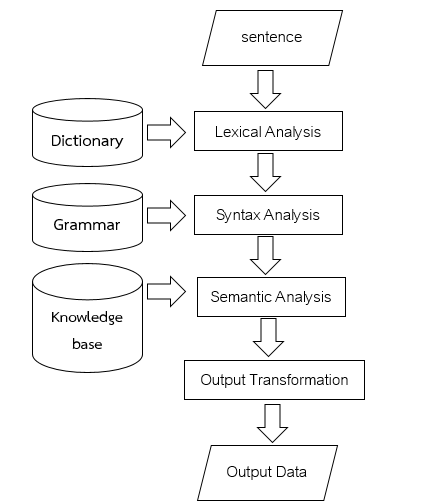 sentence
Dictionary
Lexical Analysis
Grammar
Syntax Analysis
Knowledge
base
Semantic Analysis
Output Transformation
Output Data